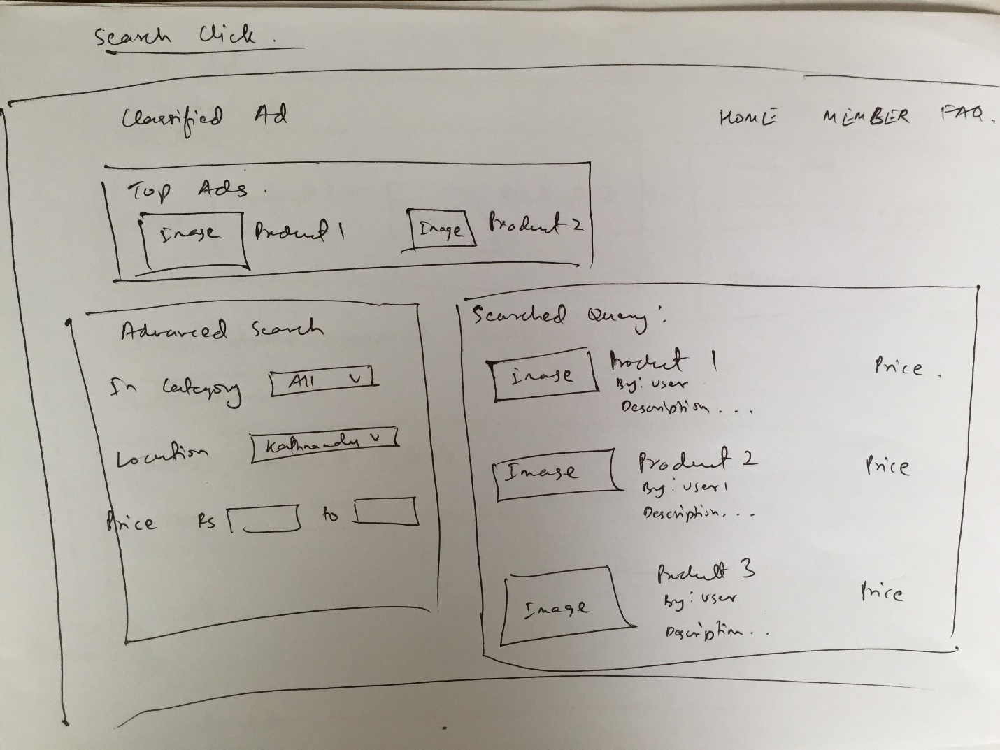 Search Click.
Classified Ad
HOME MEMBER FAQ.
Top Ads.
Image Product 1 Image Product 2
Advanced Search
In Category All
Location Kathmandu
Price Rs to
Searched Query:
Image Product 1 Price.
By: user
Description...
Image Product 2 Price
By: user1
Description...
Image Product 3 Price
By: user
Description...